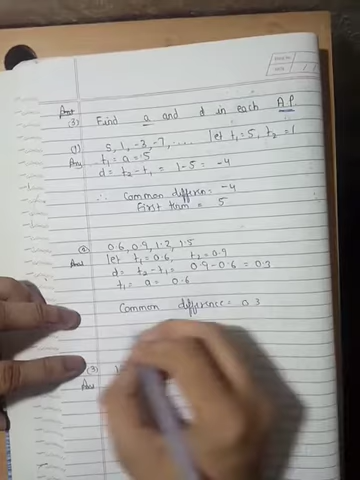 Ans
(3) Find a and d in each A.P
(1) 5, 1, -3, -7, .... let t₁ = 5, t₂ = 1
Ans t₁ = a = 5
d = t₂ - t₁ = 1-5 = -4
∴ Common differen = -4
First term = 5
(2) 0.6, 0.9, 1.2, 1.5
Ans let t₁ = 0.6, t₂ = 0.9
d = t₂ - t₁ = 0.9 - 0.6 = 0.3
t₁ = a = 0.6
Common difference = 0.3
(3)
Ans